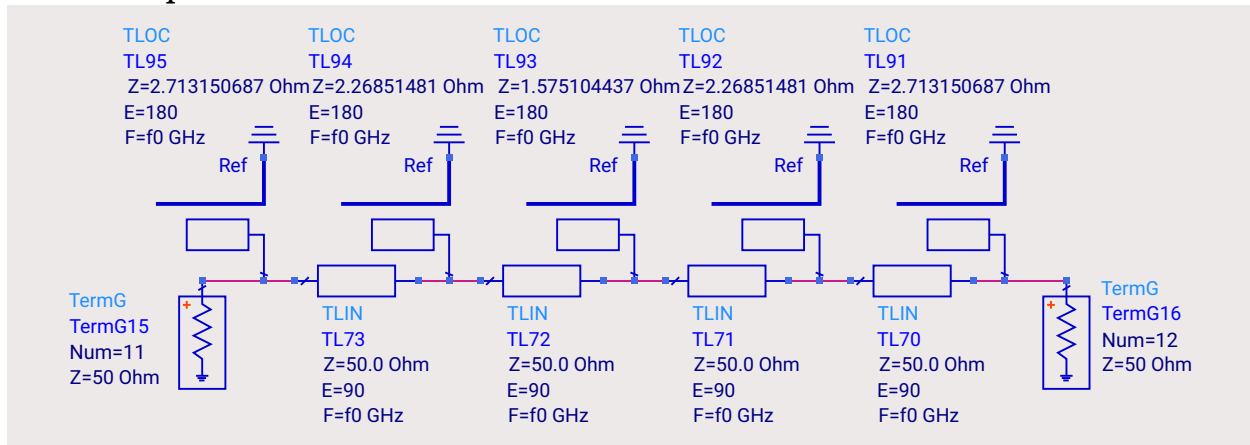 TLOC
TL95
Z=2.713150687 Ohm
E=180
F=f0 GHz
Ref
TLOC
TL94
Z=2.26851481 Ohm
E=180
F=f0 GHz
Ref
TLOC
TL93
Z=1.575104437 Ohm
E=180
F=f0 GHz
Ref
TLOC
TL92
Z=2.26851481 Ohm
E=180
F=f0 GHz
Ref
TLOC
TL91
Z=2.713150687 Ohm
E=180
F=f0 GHz
Ref
+
TermG
TermG15
Num=11
Z=50 Ohm
TLIN
TL73
Z=50.0 Ohm
E=90
F=f0 GHz
TLIN
TL72
Z=50.0 Ohm
E=90
F=f0 GHz
TLIN
TL71
Z=50.0 Ohm
E=90
F=f0 GHz
TLIN
TL70
Z=50.0 Ohm
E=90
F=f0 GHz
+
TermG
TermG16
Num=12
Z=50 Ohm